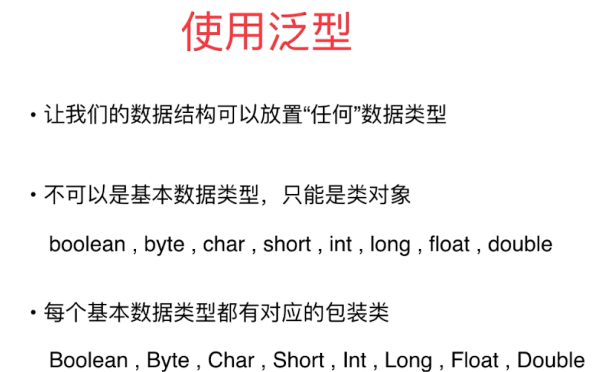 使用泛型
• 让我们的数据结构可以放置“任何”数据类型
• 不可以是基本数据类型，只能是类对象
boolean , byte , char , short , int , long , float , double
• 每个基本数据类型都有对应的包装类
Boolean , Byte , Char , Short , Int , Long , Float , Double